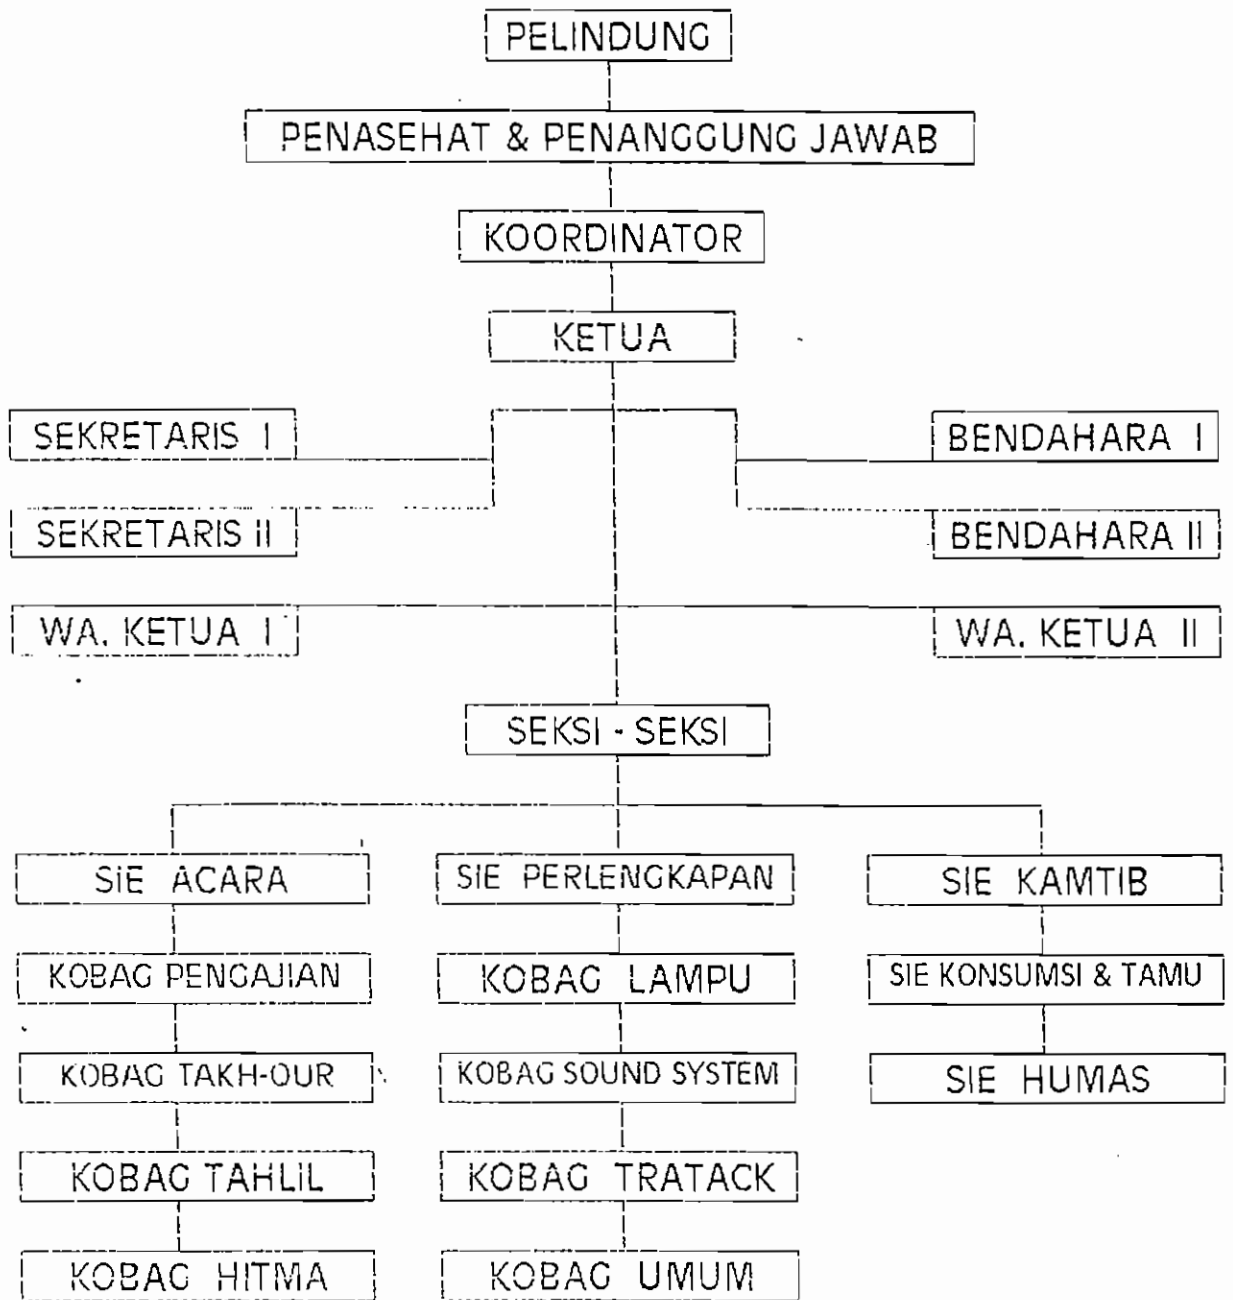 PELINDUNG
PENASEHAT & PENANGGUNG JAWAB
KOORDINATOR
KETUA
SEKRETARIS I
BENDAHARA I
SEKRETARIS II
BENDAHARA II
WA. KETUA I
WA. KETUA II
SEKSI - SEKSI
SIE ACARA
SIE PERLENGKAPAN
SIE KAMTIB
KOBAG PENGAJIAN
KOBAG LAMPU
SIE KONSUMSI & TAMU
KOBAG TAKH-OUR
KOBAG SOUND SYSTEM
SIE HUMAS
KOBAG TAHLIL
KOBAG TRATACK
KOBAG HITMA
KOBAG UMUM